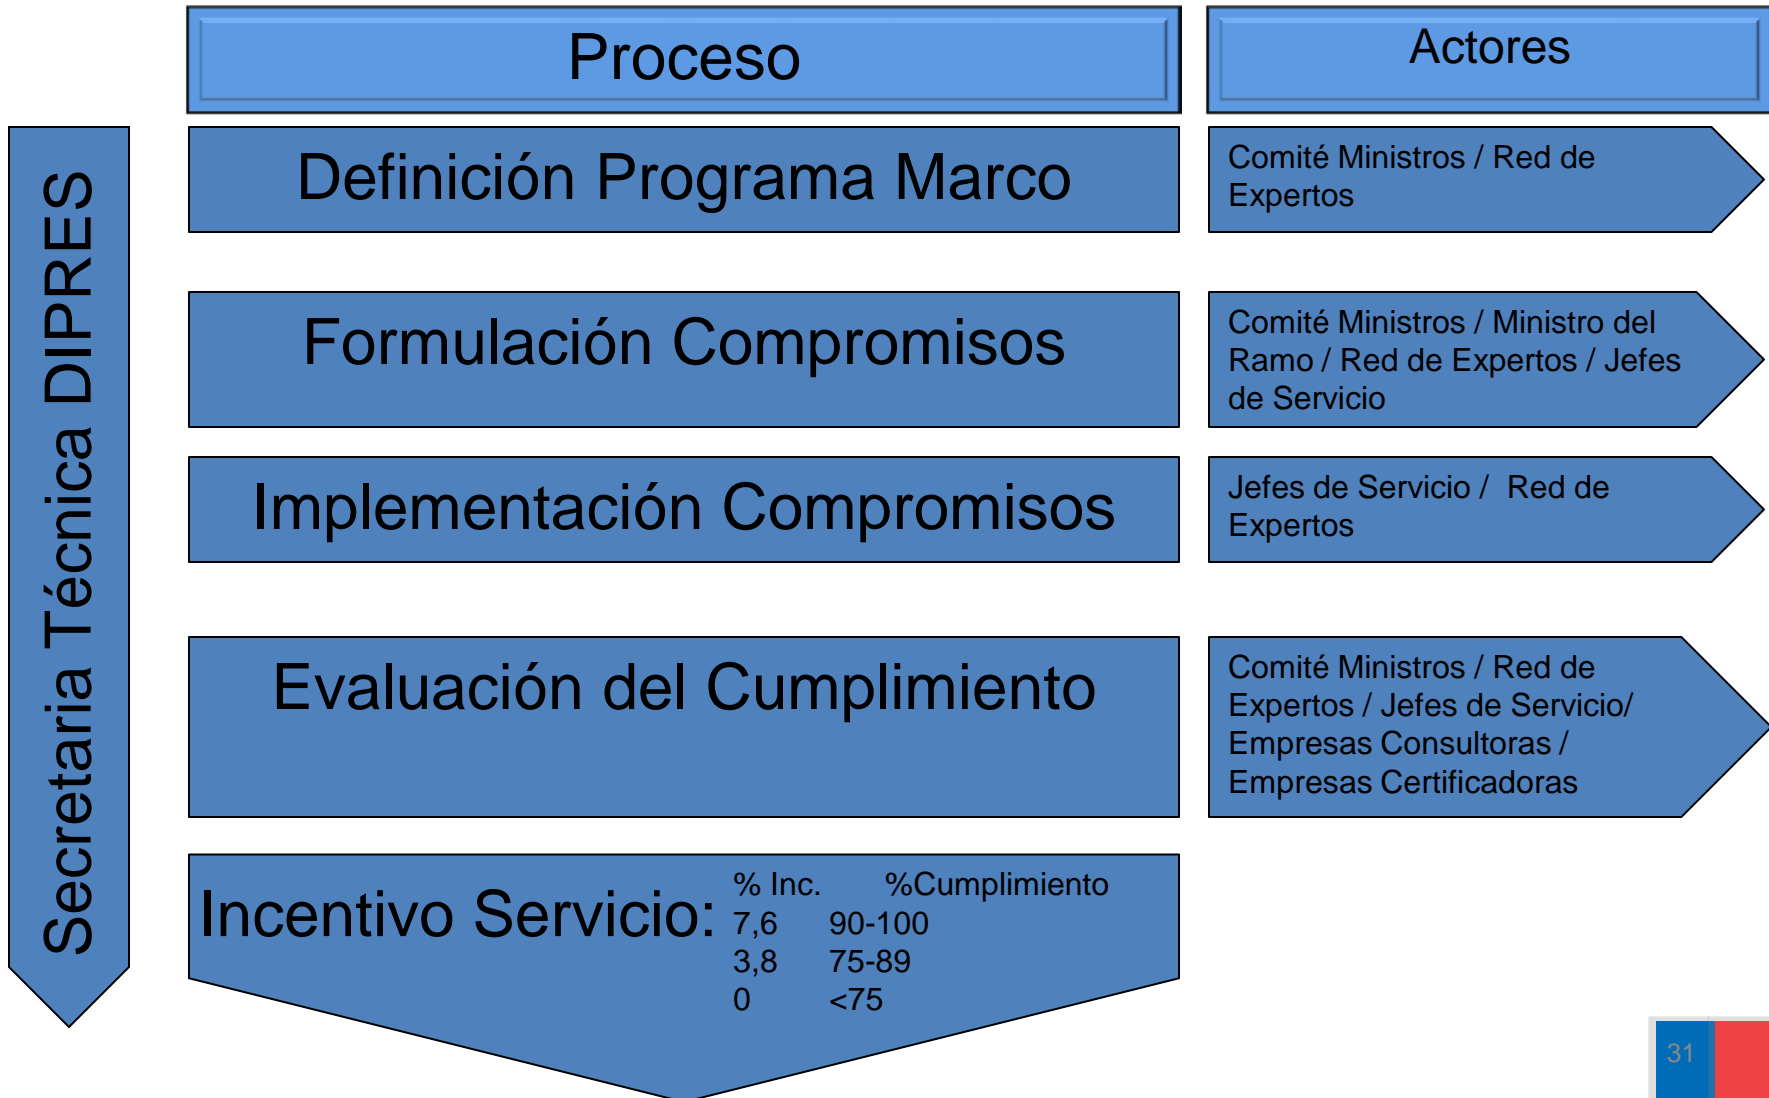 Proceso
Actores
Secretaria Técnica DIPRES
Definición Programa Marco
Comité Ministros / Red de
Expertos
Formulación Compromisos
Comité Ministros / Ministro del
Ramo / Red de Expertos / Jefes
de Servicio
Implementación Compromisos
Jefes de Servicio / Red de
Expertos
Evaluación del Cumplimiento
Comité Ministros / Red de
Expertos / Jefes de Servicio/
Empresas Consultoras /
Empresas Certificadoras
Incentivo Servicio:
% Inc. %Cumplimiento
7,6 90-100
3,8 75-89
0 <75
31